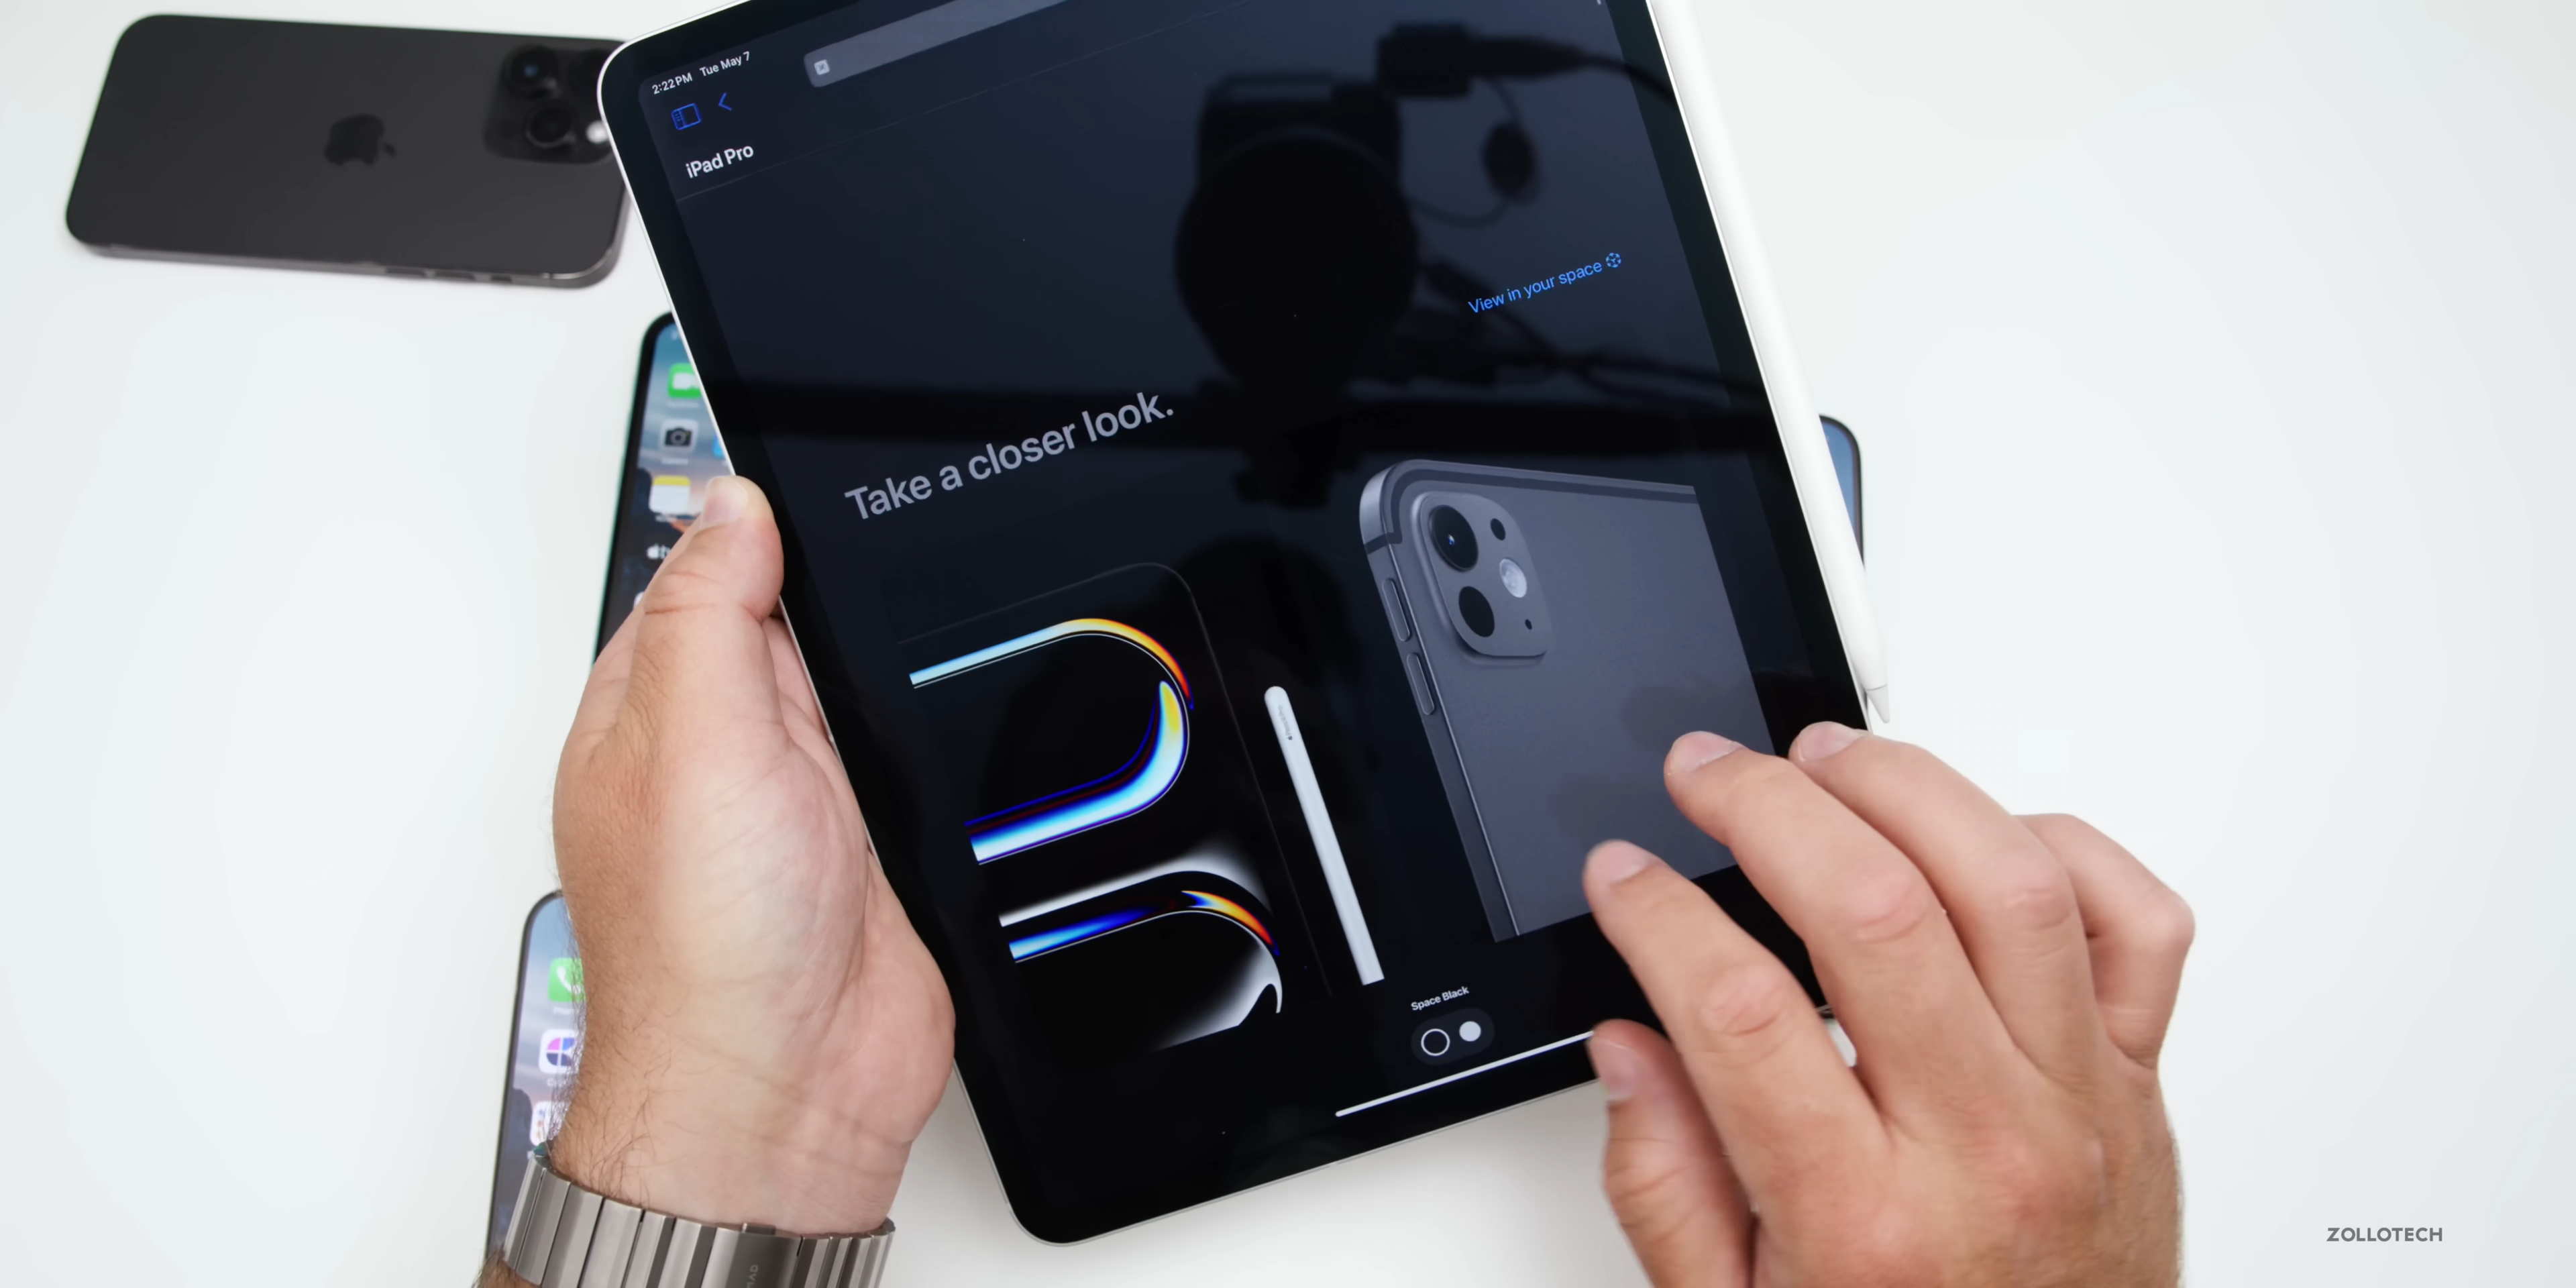 2:22 PM Tue May 7
iPad Pro
View in your space
Take a closer look.
Space Black
ZOLLOTECH